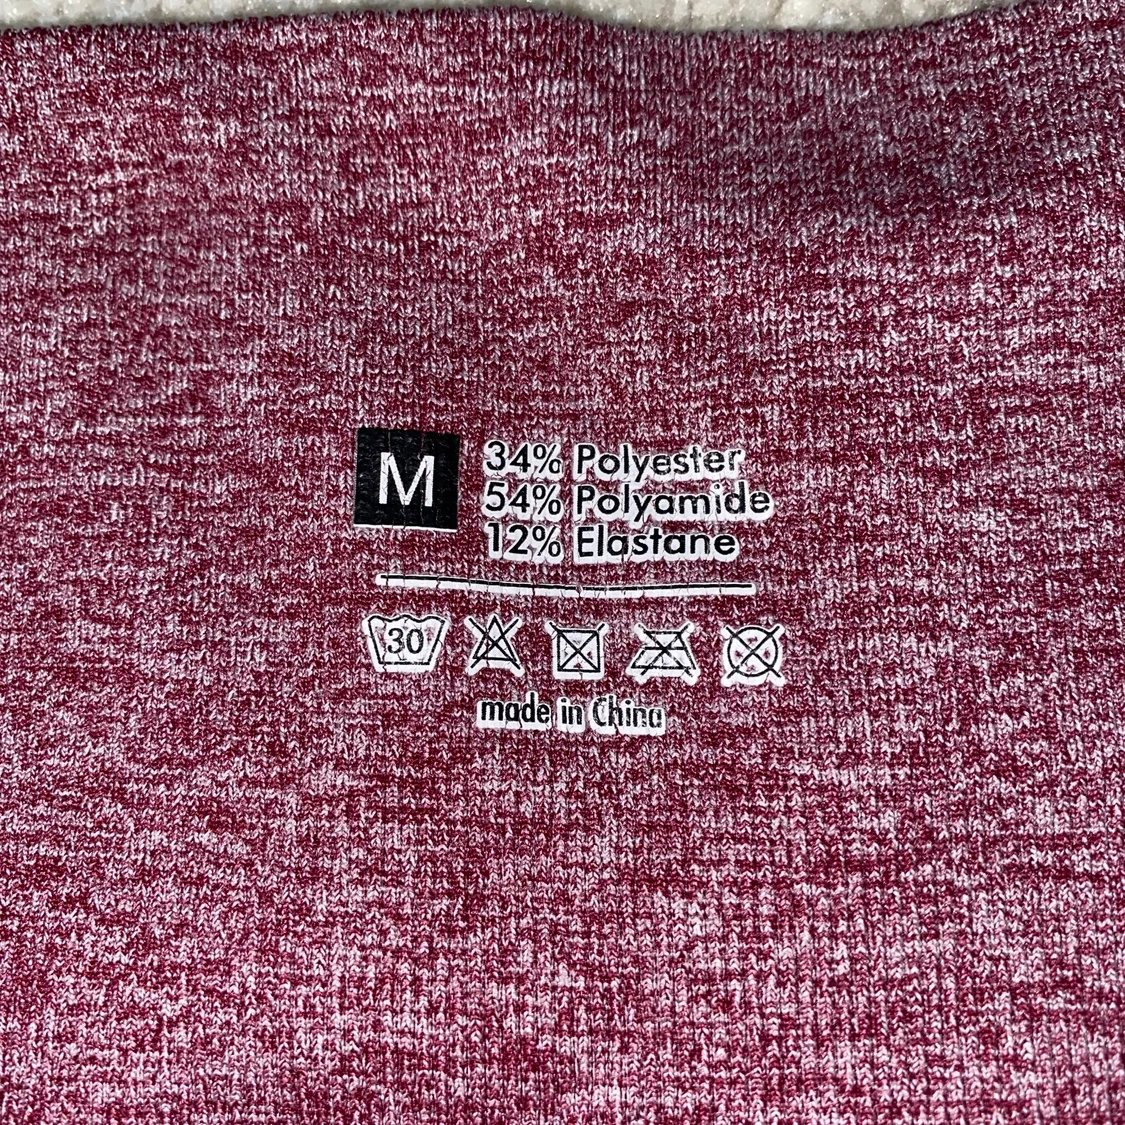 M
34% Polyester
54% Polyamide
12% Elastane
30
made in China